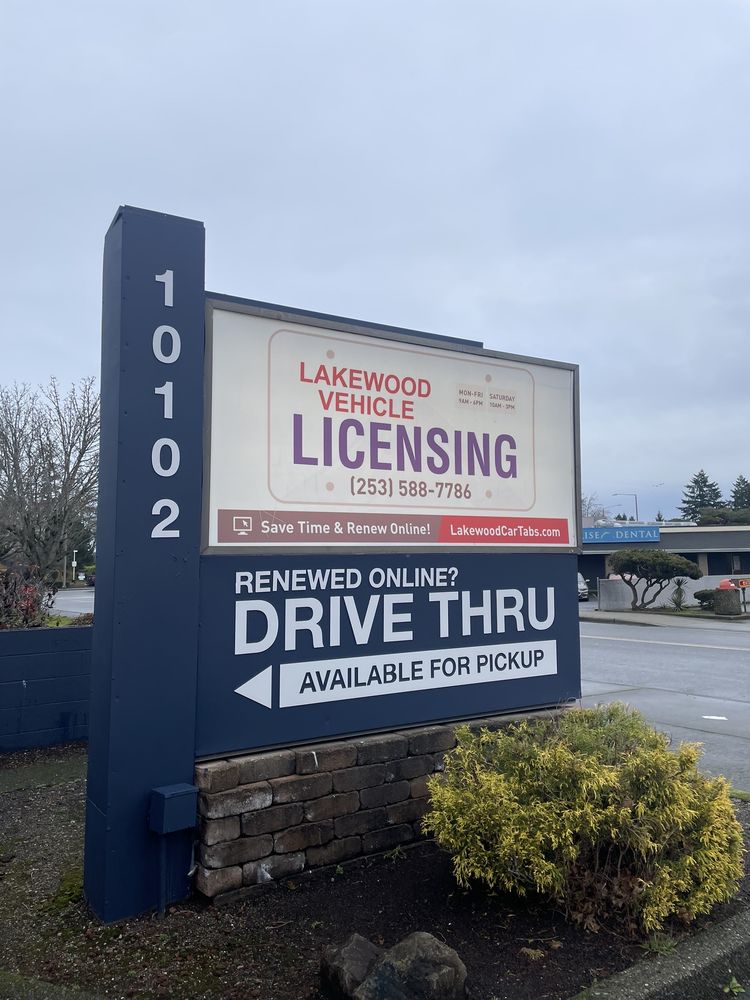 10102
LAKEWOOD
VEHICLE
MON-FRI SATURDAY
9AM - 6PM 10AM - 3PM
LICENSING
(253) 588-7786
Save Time & Renew Online! LakewoodCarTabs.com
RENEWED ONLINE?
DRIVE THRU
AVAILABLE FOR PICKUP
DENTAL